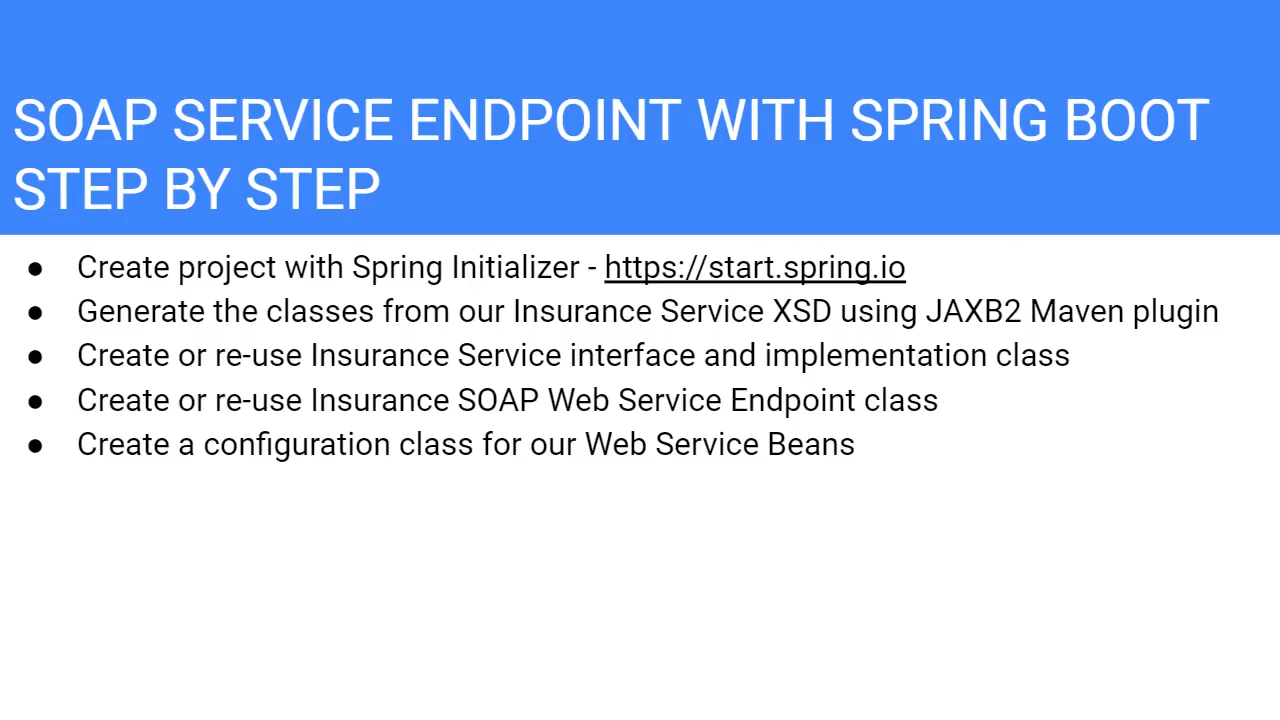 SOAP SERVICE ENDPOINT WITH SPRING BOOT
STEP BY STEP
● Create project with Spring Initializer - https://start.spring.io
● Generate the classes from our Insurance Service XSD using JAXB2 Maven plugin
● Create or re-use Insurance Service interface and implementation class
● Create or re-use Insurance SOAP Web Service Endpoint class
● Create a configuration class for our Web Service Beans